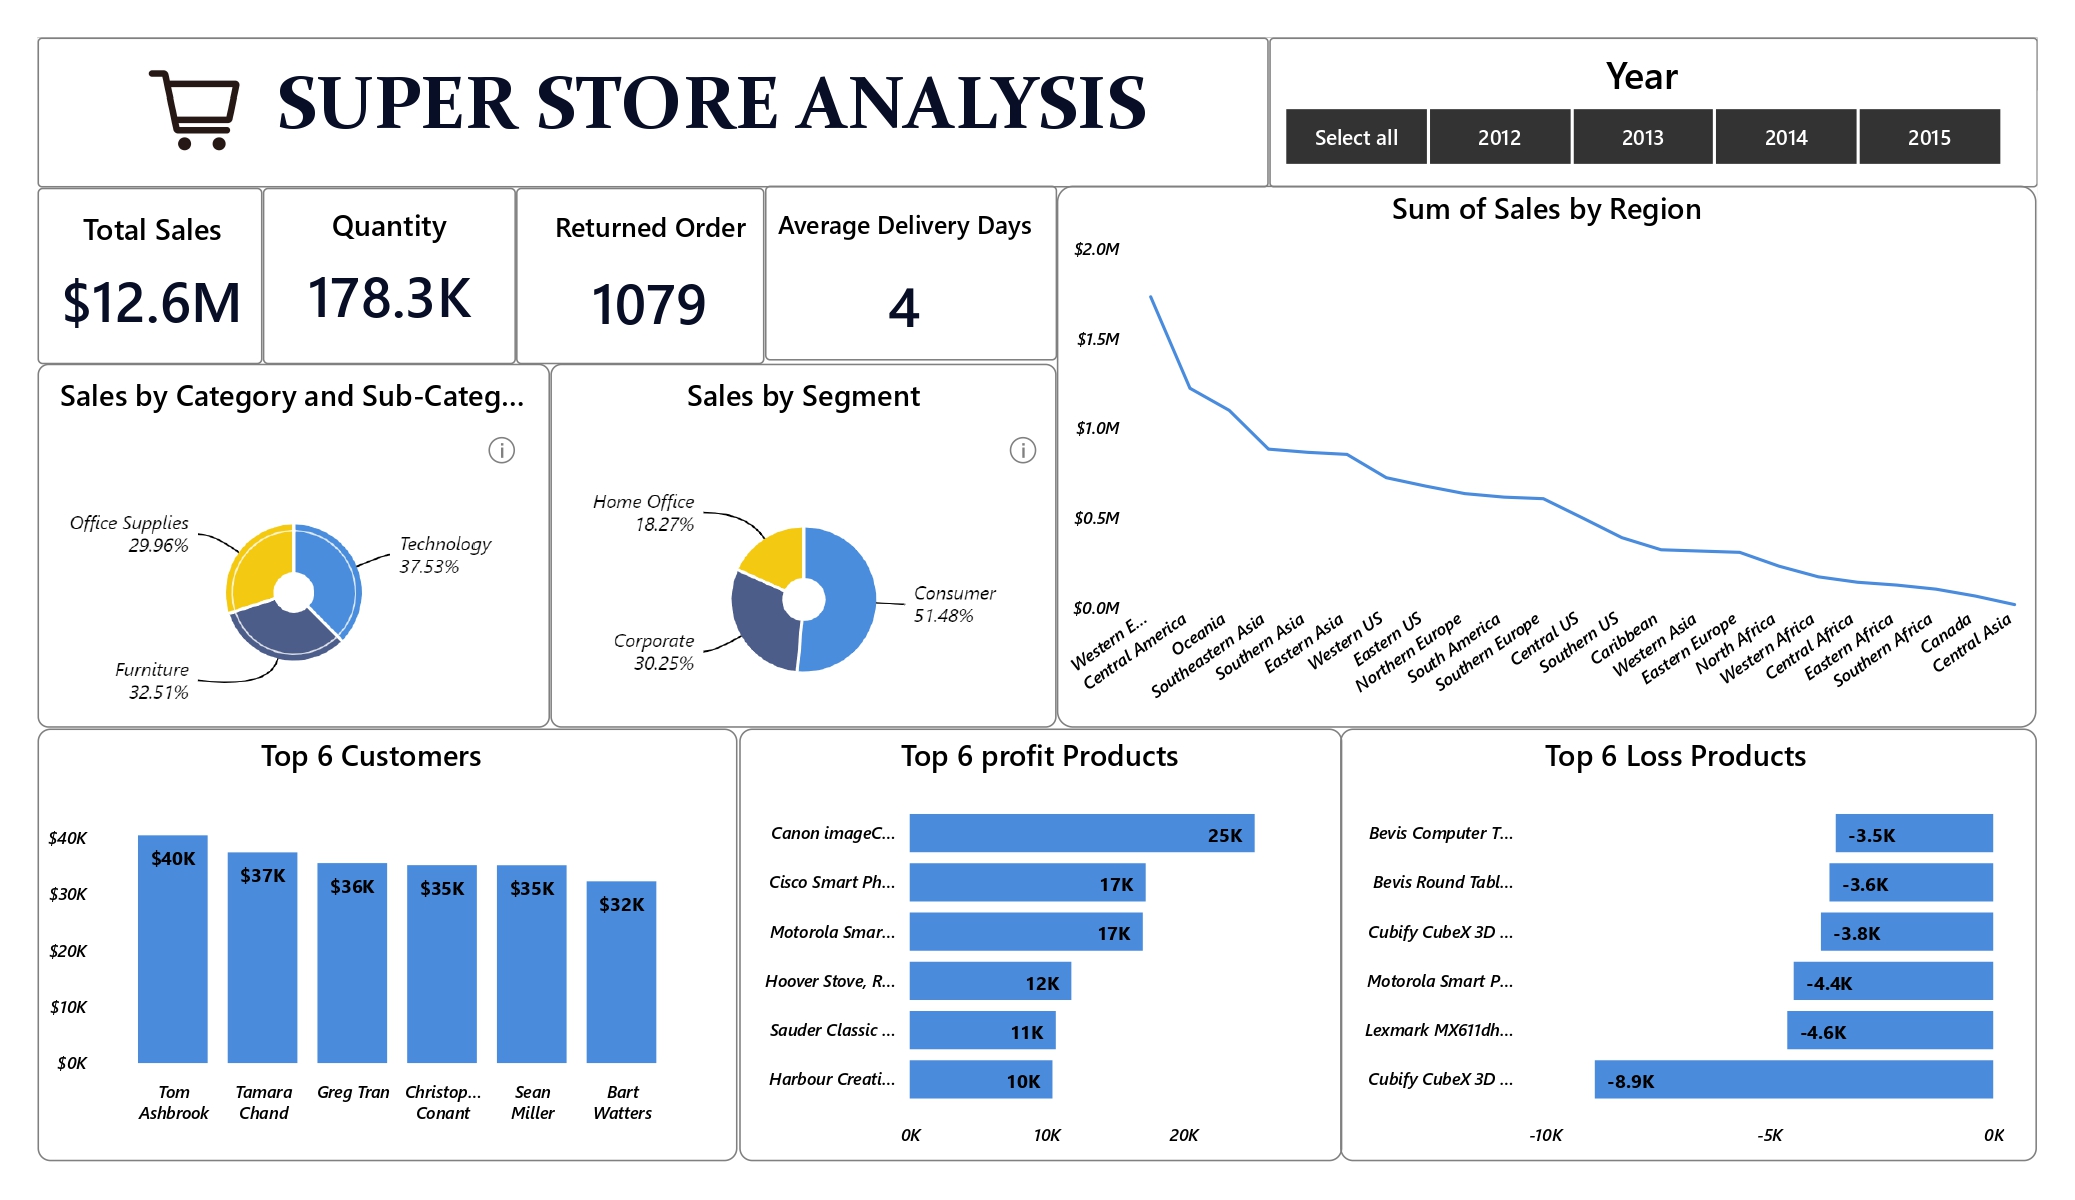 SUPER STORE ANALYSIS
Year
Select all
2012
2013
2014
2015
Total Sales
$12.6M
Quantity
178.3K
Returned Order
1079
Average Delivery Days
4
Sum of Sales by Region
$2.0M
$1.5M
$1.0M
$0.5M
$0.0M
Western E...
Central America
Oceania
Southeastern Asia
Southern Asia
Eastern Asia
Western US
Eastern US
Northern Europe
South America
Southern Europe
Central US
Southern US
Caribbean
Western Asia
Eastern Europe
North Africa
Western Africa
Central Africa
Eastern Africa
Southern Africa
Canada
Central Asia
Sales by Category and Sub-Categ...
Office Supplies
29.96%
Technology
37.53%
Furniture
32.51%
Sales by Segment
Home Office
18.27%
Consumer
51.48%
Corporate
30.25%
Top 6 Customers
$40K
$30K
$20K
$10K
$0K
$40K
$37K
$36K
$35K
$35K
$32K
Tom
Ashbrook
Tamara
Chand
Greg Tran
Christop...
Conant
Sean
Miller
Bart
Watters
Top 6 profit Products
Canon imageC...
25K
Cisco Smart Ph...
17K
Motorola Smar...
17K
Hoover Stove, R...
12K
Sauder Classic ...
11K
Harbour Creati...
10K
0K
10K
20K
Top 6 Loss Products
Bevis Computer T...
-3.5K
Bevis Round Tabl...
-3.6K
Cubify CubeX 3D ...
-3.8K
Motorola Smart P...
-4.4K
Lexmark MX611dh...
-4.6K
Cubify CubeX 3D ...
-8.9K
-10K
-5K
0K